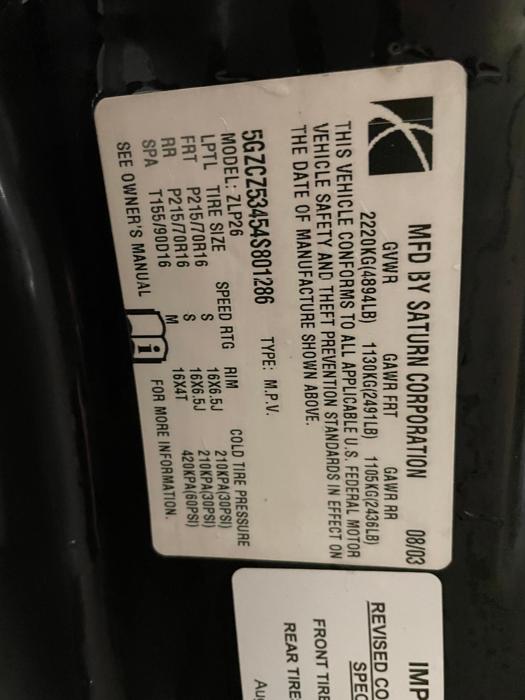 MFD BY SATURN CORPORATION 08/03
GVWR GAWR FRT GAWR RR
2220KG(4894LB) 1130KG(2491LB) 1105KG(2436LB)
THIS VEHICLE CONFORMS TO ALL APPLICABLE U.S. FEDERAL MOTOR
VEHICLE SAFETY AND THEFT PREVENTION STANDARDS IN EFFECT ON
THE DATE OF MANUFACTURE SHOWN ABOVE.
5GZCZ53454S801286 TYPE: M.P.V.
MODEL: ZLP26
LPTL TIRE SIZE SPEED RTG RIM COLD TIRE PRESSURE
FRT P215/70R16 S 16X6.5J 210KPA(30PSI)
RR P215/70R16 S 16X6.5J 210KPA(30PSI)
SPA T155/90D16 M 16X4T 420KPA(60PSI)
SEE OWNER'S MANUAL i FOR MORE INFORMATION.
IMP
REVISED CO
SPEC
FRONT TIRE
REAR TIRE
Au